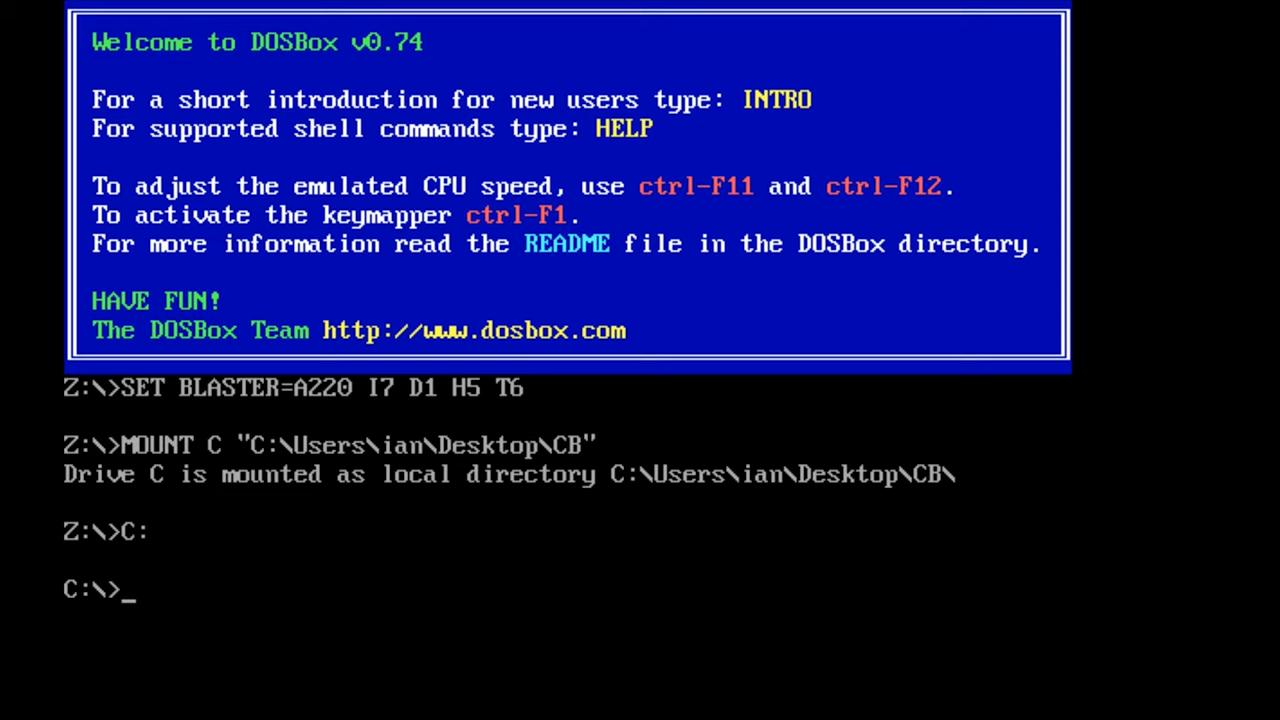 Welcome to DOSBox v0.74
For a short introduction for new users type: INTRO
For supported shell commands type: HELP
To adjust the emulated CPU speed, use ctrl-F11 and ctrl-F12.
To activate the keymapper ctrl-F1.
For more information read the README file in the DOSBox directory.
HAVE FUN!
The DOSBox Team http://www.dosbox.com
Z:\>SET BLASTER=A220 I7 D1 H5 T6
Z:\>MOUNT C "C:\Users\ian\Desktop\CB"
Drive C is mounted as local directory C:\Users\ian\Desktop\CB\
Z:\>C:
C:\>_